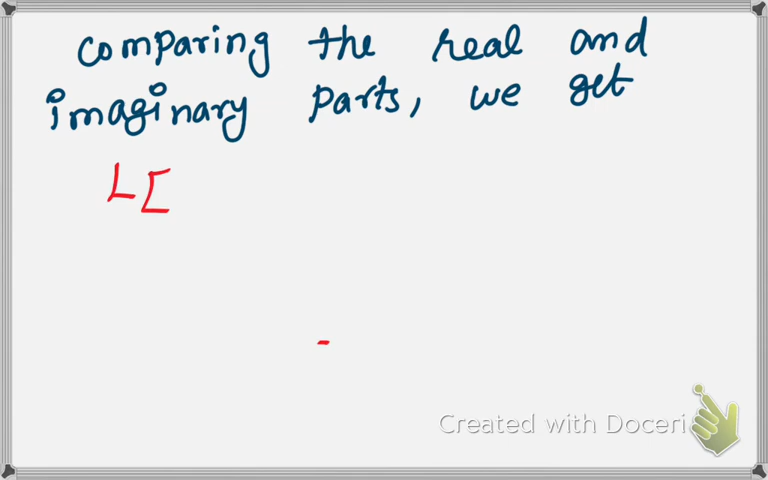 comparing the real and
imaginary parts, we get
L[
-
Created with Doceri